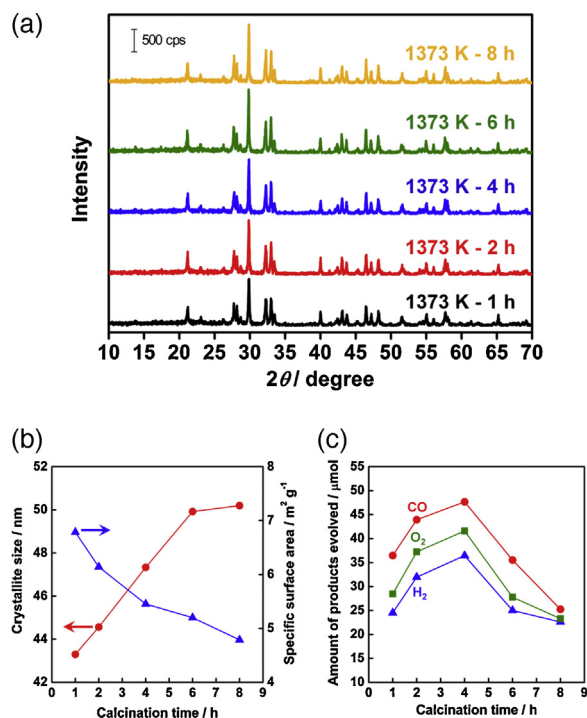 (a)
500 cps
1373 K - 8 h
1373 K - 6 h
1373 K - 4 h
1373 K - 2 h
1373 K - 1 h
Intensity
10 15 20 25 30 35 40 45 50 55 60 65 70
2θ / degree
(b)
52
50
48
46
44
42
Crystallite size / nm
8
7
6
5
4
Specific surface area / m² g⁻¹
0 1 2 3 4 5 6 7 8 9
Calcination time / h
(c)
55
50
45
40
35
30
25
20
15
10
Amount of products evolved / μmol
CO
O₂
H₂
0 1 2 3 4 5 6 7 8 9
Calcination time / h